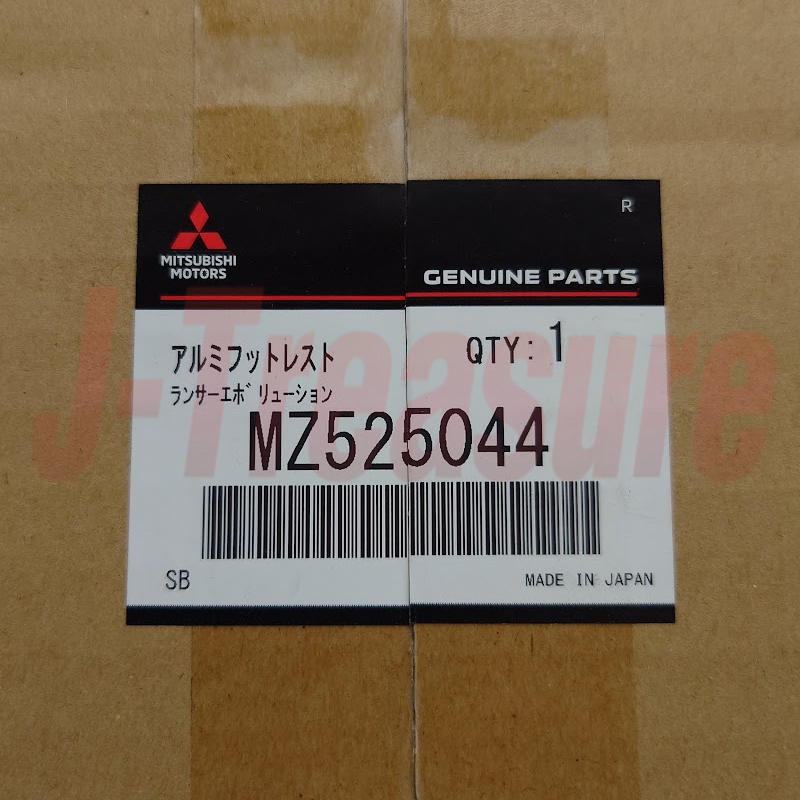 R
MITSUBISHI
MOTORS
GENUINE PARTS
アルミフットレスト
QTY: 1
ランサーエボリューション
MZ525044
SB
MADE IN JAPAN
J-Treasure